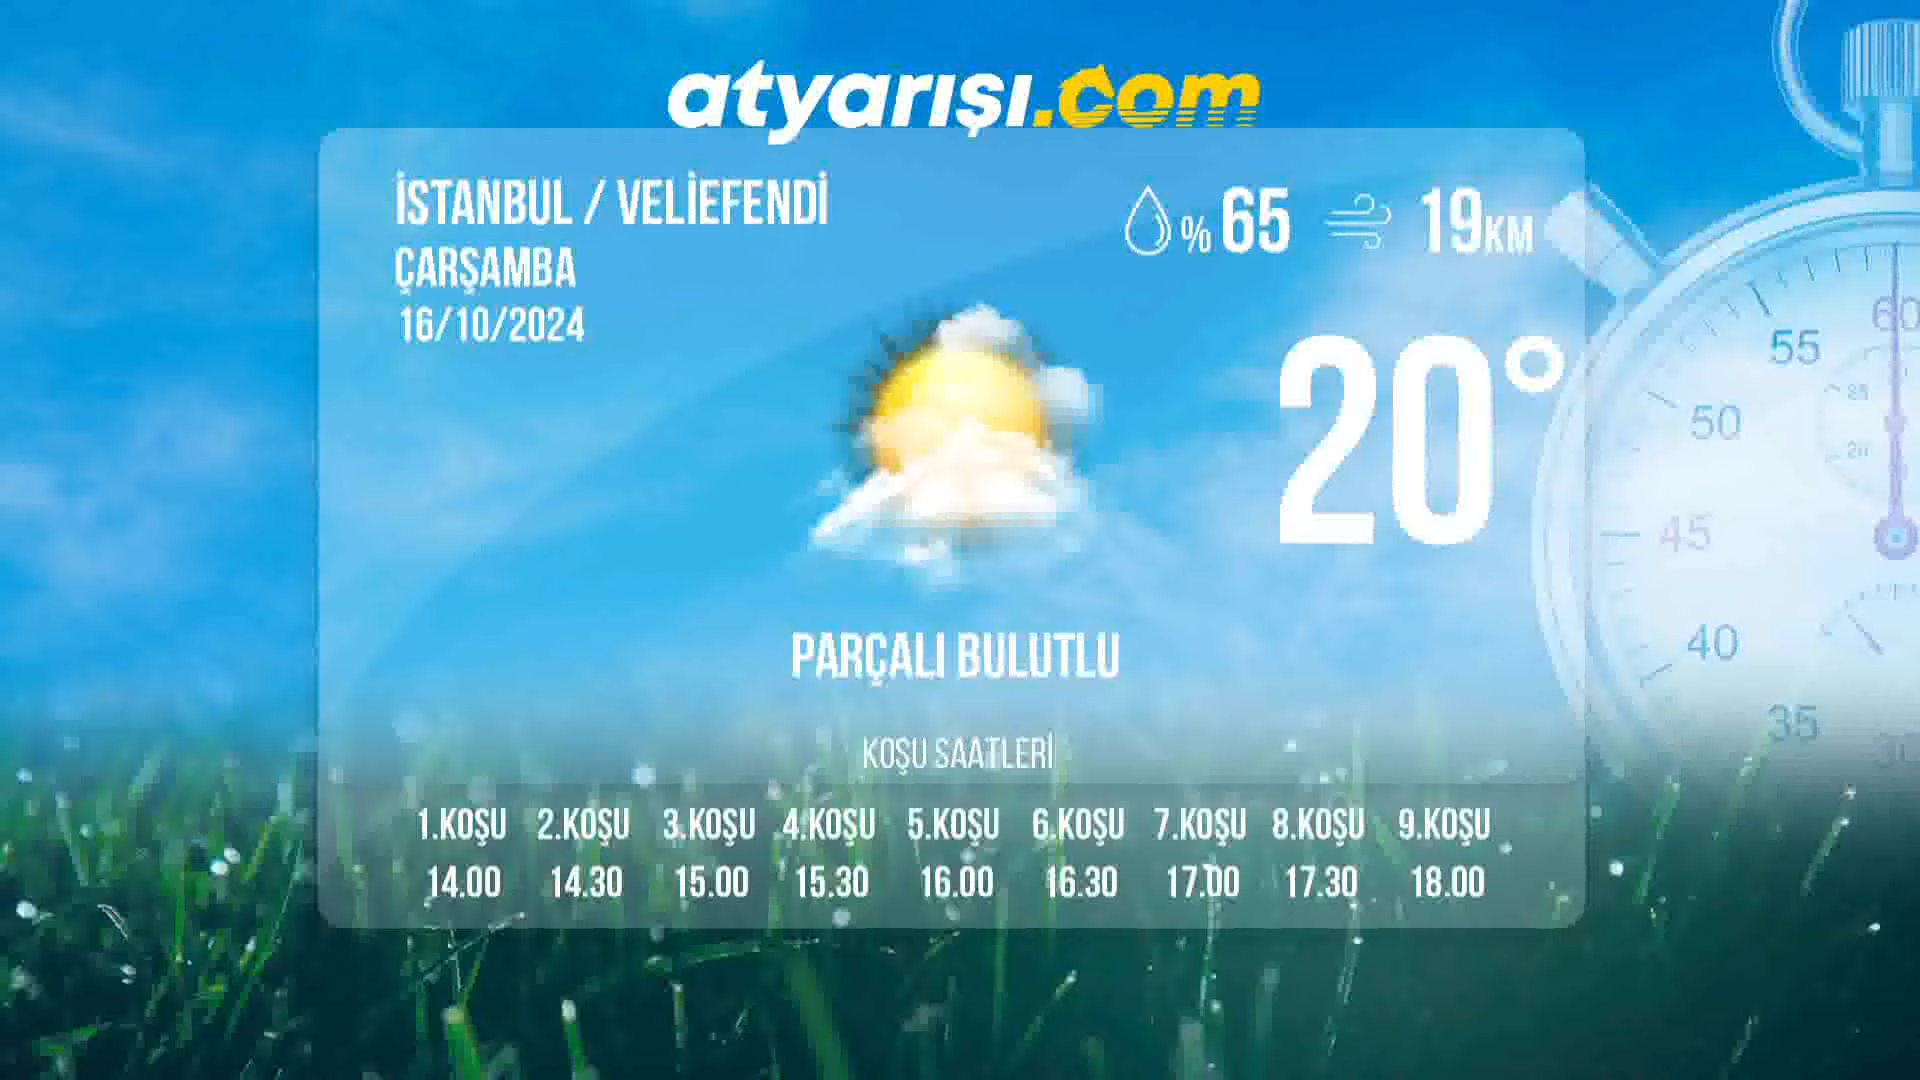 atyarışı.com
İSTANBUL / VELİEFENDİ
ÇARŞAMBA
16/10/2024
% 65
19KM
20°
PARÇALI BULUTLU
KOŞU SAATLERİ
1.KOŞU 2.KOŞU 3.KOŞU 4.KOŞU 5.KOŞU 6.KOŞU 7.KOŞU 8.KOŞU 9.KOŞU
14.00 14.30 15.00 15.30 16.00 16.30 17.00 17.30 18.00
60
55
50
45
40
35
30
25
20